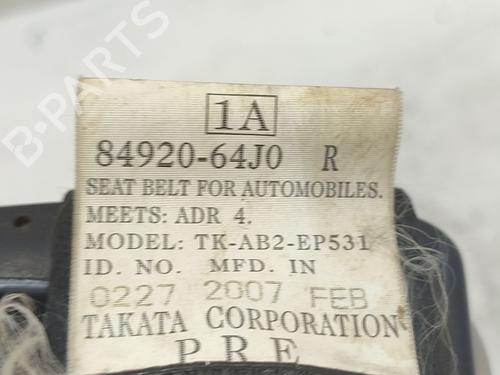 1A
84920-64J0 R
SEAT BELT FOR AUTOMOBILES.
MEETS: ADR 4.
MODEL: TK-AB2-EP531
ID. NO. MFD. IN
0227 2007 FEB
TAKATA CORPORATION
P R E
B-PARTS